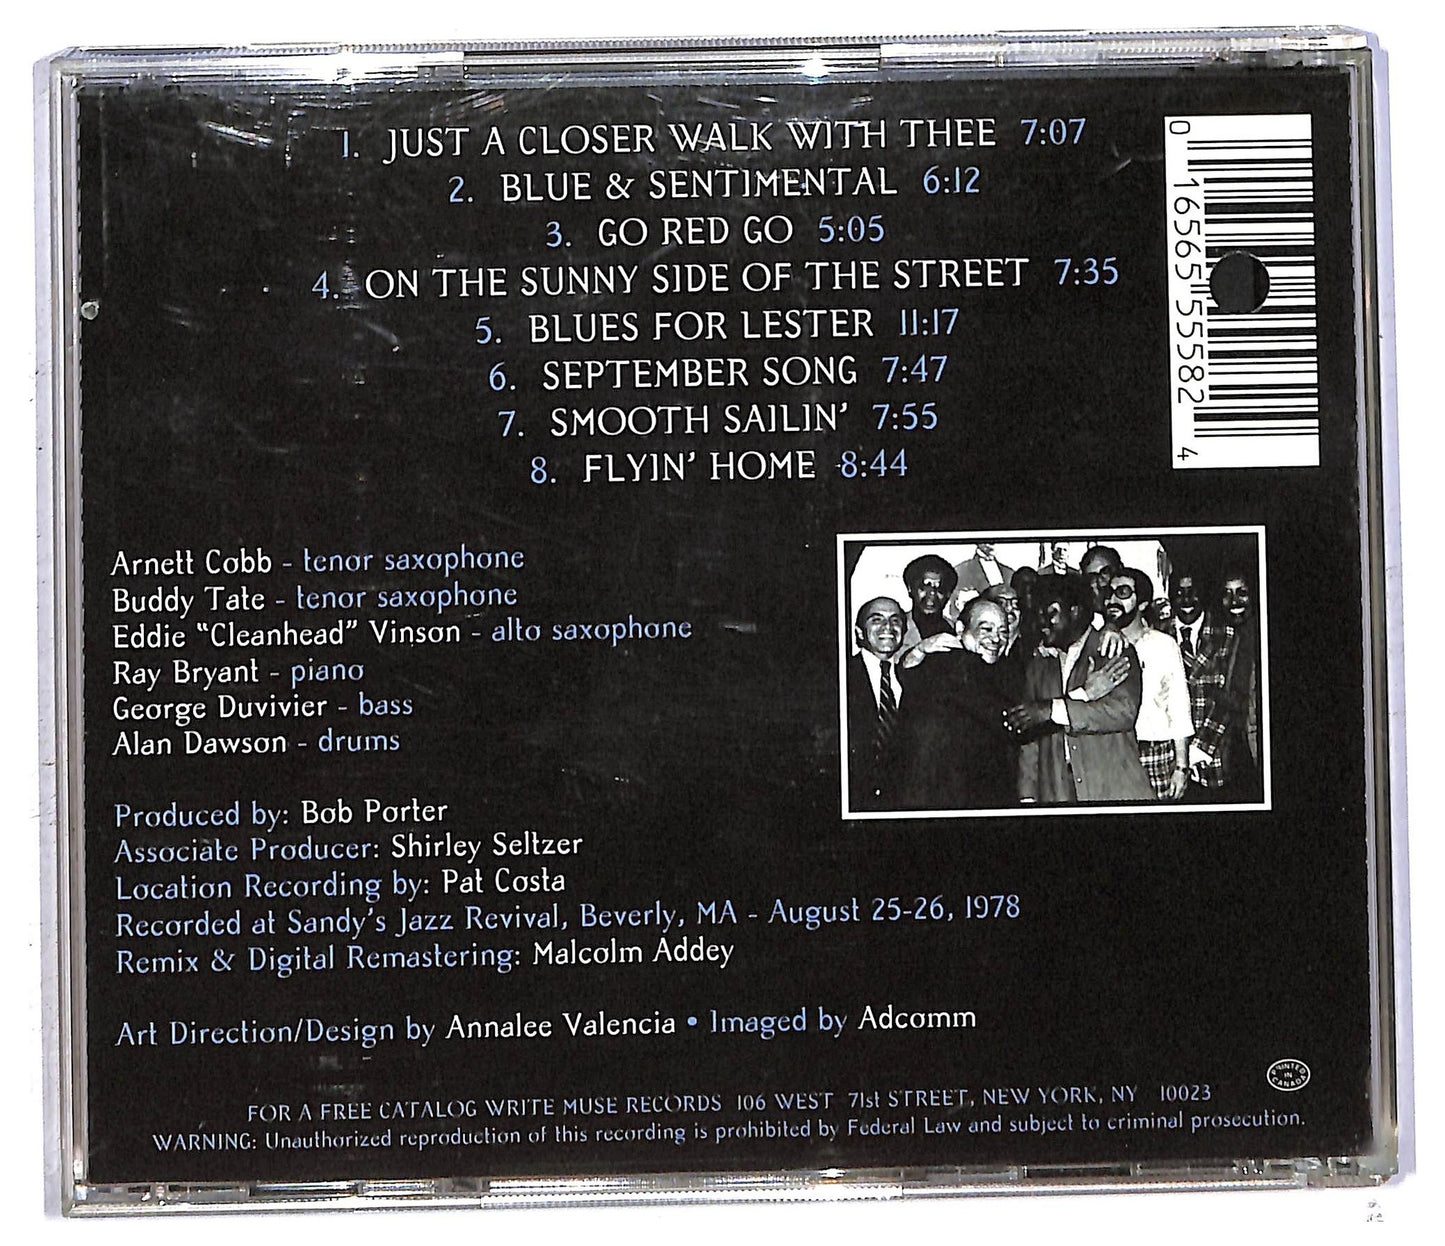 1. JUST A CLOSER WALK WITH THEE 7:07
2. BLUE & SENTIMENTAL 6:12
3. GO RED GO 5:05
4. ON THE SUNNY SIDE OF THE STREET 7:35
5. BLUES FOR LESTER 11:17
6. SEPTEMBER SONG 7:47
7. SMOOTH SAILIN' 7:55
8. FLYIN' HOME 8:44
0 16565 55582 4
Arnett Cobb - tenor saxophone
Buddy Tate - tenor saxophone
Eddie "Cleanhead" Vinson - alto saxophone
Ray Bryant - piano
George Duvivier - bass
Alan Dawson - drums
Produced by: Bob Porter
Associate Producer: Shirley Seltzer
Location Recording by: Pat Costa
Recorded at Sandy's Jazz Revival, Beverly, MA - August 25-26, 1978
Remix & Digital Remastering: Malcolm Addey
Art Direction/Design by Annalee Valencia • Imaged by Adcomm
PRINTED IN CANADA
FOR A FREE CATALOG WRITE MUSE RECORDS 106 WEST 71st STREET, NEW YORK, NY 10023
WARNING: Unauthorized reproduction of this recording is prohibited by Federal Law and subject to criminal prosecution.